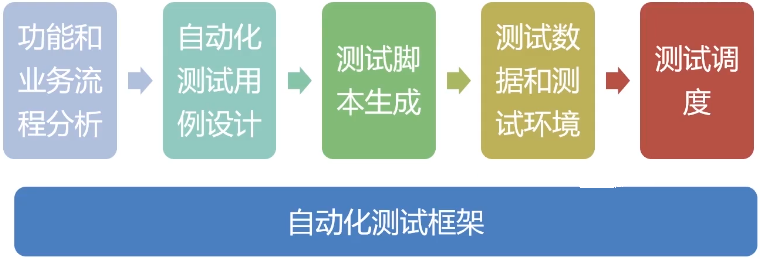 功能和
业务流
程分析
自动化
测试用
例设计
测试脚
本生成
测试数
据和测
试环境
测试调
度
自动化测试框架